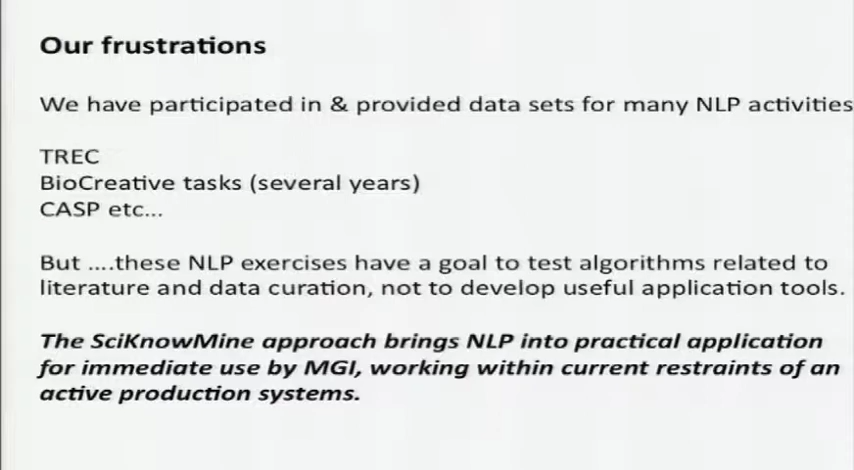 Our frustrations
We have participated in & provided data sets for many NLP activities
TREC
BioCreative tasks (several years)
CASP etc...
But ....these NLP exercises have a goal to test algorithms related to
literature and data curation, not to develop useful application tools.
The SciKnowMine approach brings NLP into practical application
for immediate use by MGI, working within current restraints of an
active production systems.